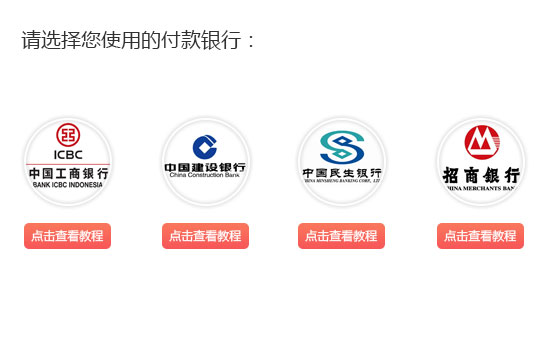 请选择您使用的付款银行：
ICBC
中国工商银行
BANK ICBC INDONESIA
中国建设银行
China Construction Bank
中国民生银行
CHINA MINSHENG BANKING CORP., LTD
招商银行
CHINA MERCHANTS BANK
点击查看教程
点击查看教程
点击查看教程
点击查看教程